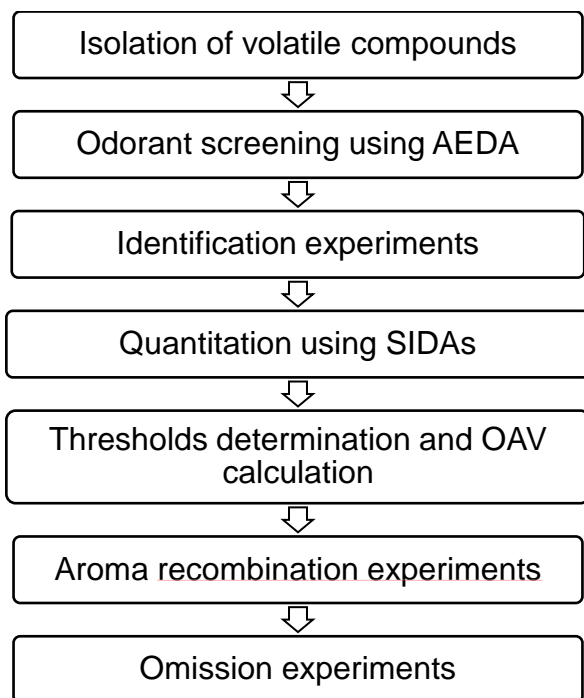 Isolation of volatile compounds
Odorant screening using AEDA
Identification experiments
Quantitation using SIDAs
Thresholds determination and OAV
calculation
Aroma recombination experiments
Omission experiments